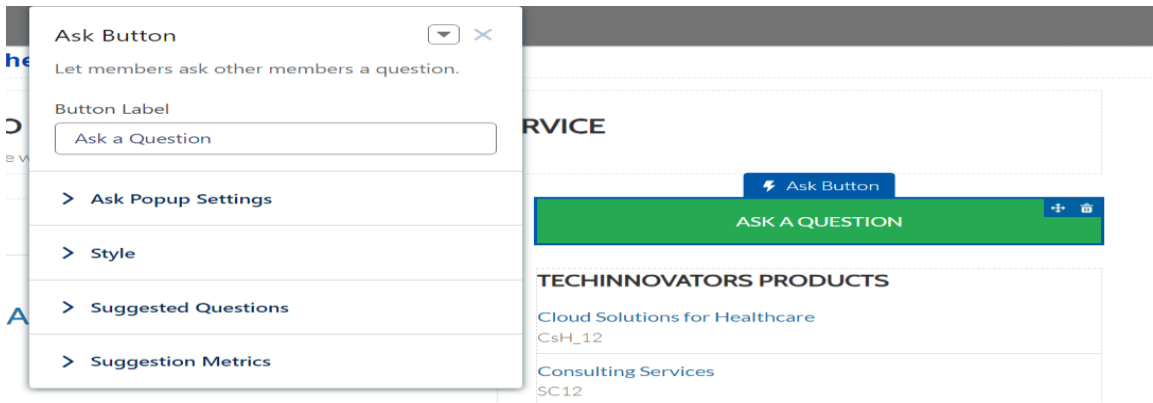 Ask Button
Let members ask other members a question.
Button Label
Ask a Question
Ask Popup Settings
Style
Suggested Questions
Suggestion Metrics
he
O
e w
A
RVICE
Ask Button
ASK A QUESTION
TECHINNOVATORS PRODUCTS
Cloud Solutions for Healthcare
CsH_12
Consulting Services
SC12